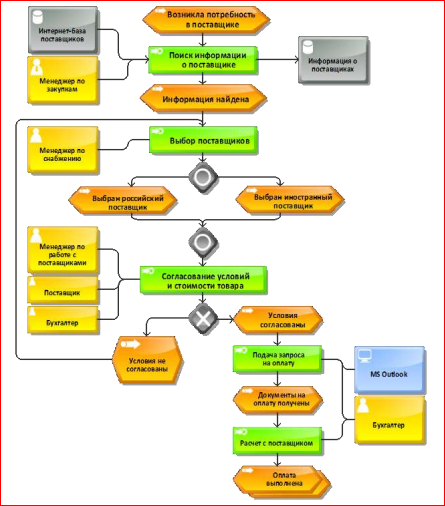 Возникла потребность
в поставщике
Интернет-База
поставщиков
Поиск информации
о поставщике
Информация о
поставщиках
Менеджер по
закупкам
Информация найдена
Выбор поставщиков
Менеджер по
снабжению
Выбран российский
поставщик
Выбран иностранный
поставщик
Менеджер по
работе с
поставщиками
Согласование условий
и стоимости товара
Поставщик
Бухгалтер
Условия
согласованы
Условия не
согласованы
Подача запроса
на оплату
MS Outlook
Документы на
оплату получены
Бухгалтер
Расчет с поставщиком
Оплата
выполнена